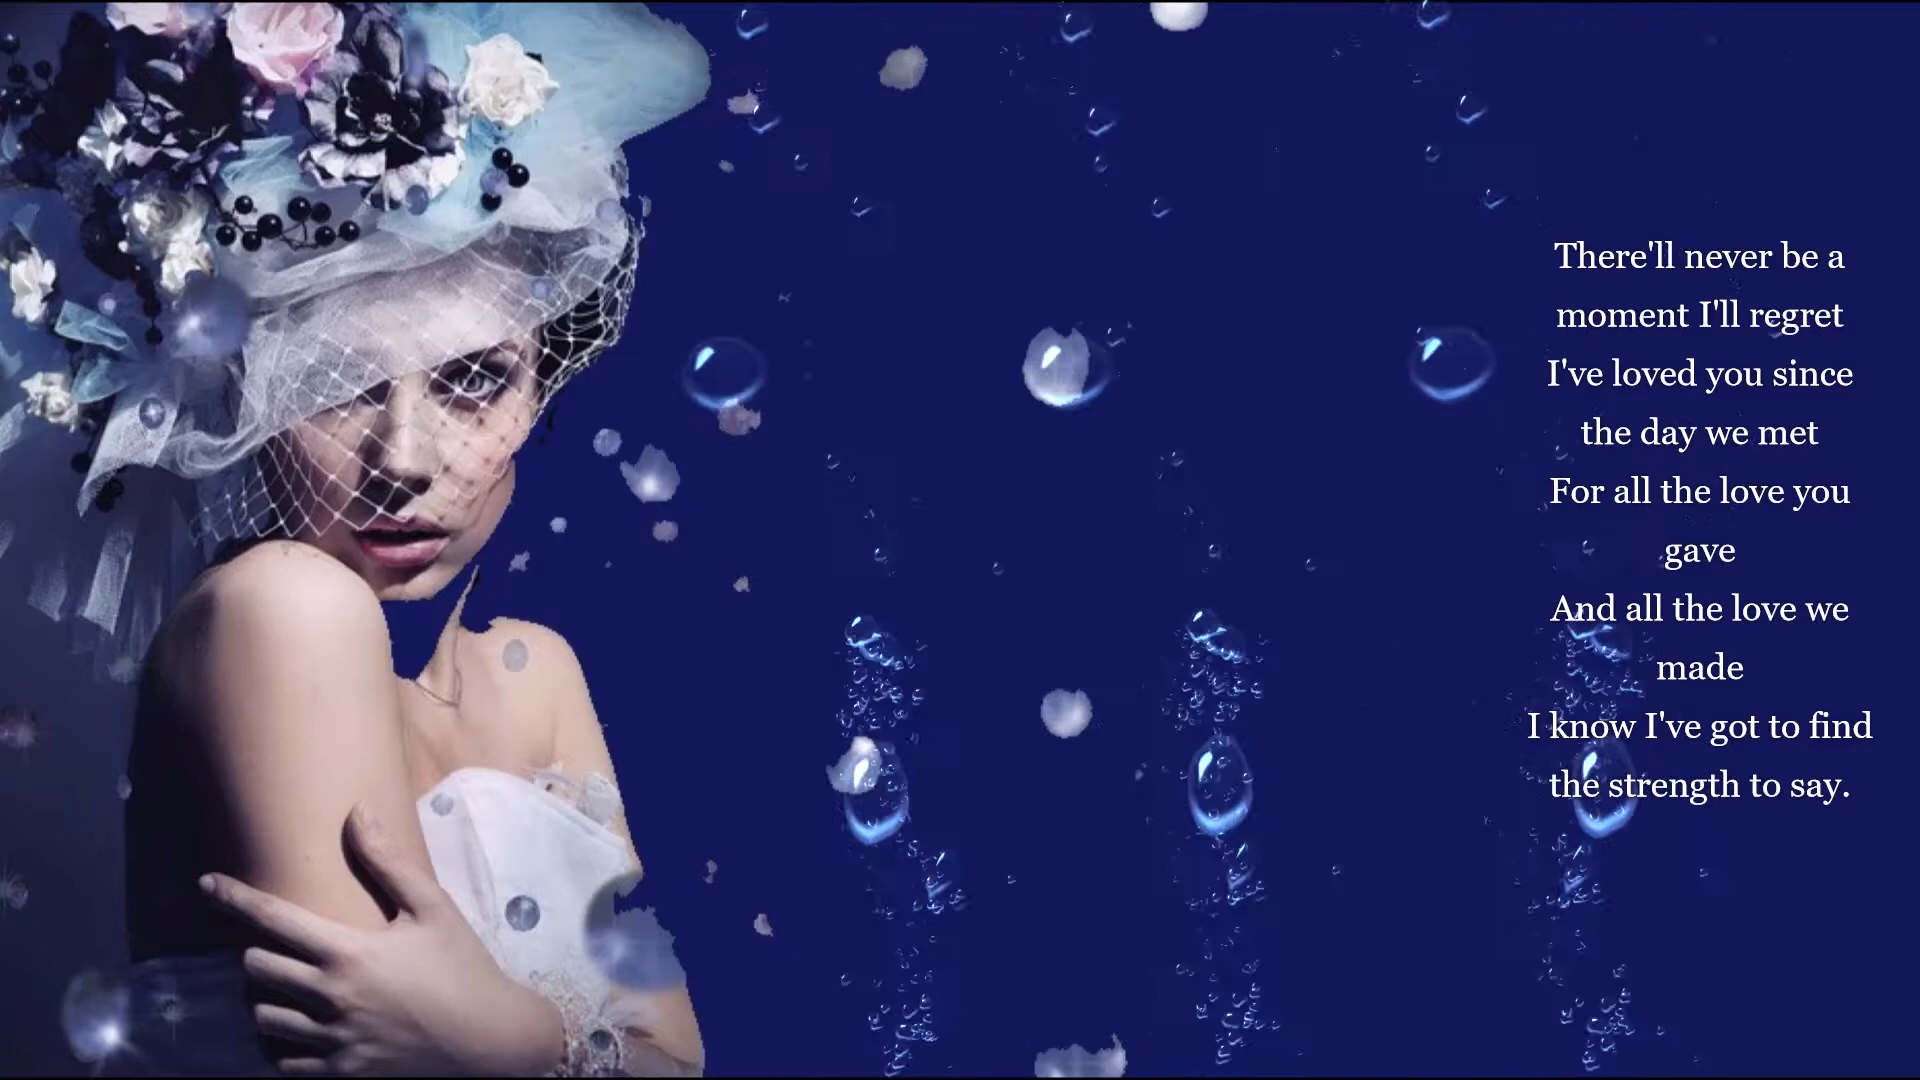 There'll never be a
moment I'll regret
I've loved you since
the day we met
For all the love you
gave
And all the love we
made
I know I've got to find
the strength to say.